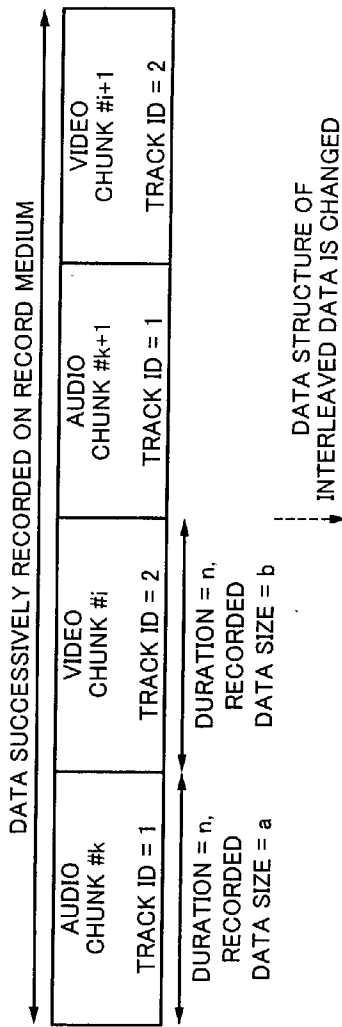 DATA SUCCESSIVELY RECORDED ON RECORD MEDIUM
AUDIO
CHUNK #k
TRACK ID = 1
VIDEO
CHUNK #i
TRACK ID = 2
AUDIO
CHUNK #k+1
TRACK ID = 1
VIDEO
CHUNK #i+1
TRACK ID = 2
DURATION = n,
RECORDED
DATA SIZE = a
DURATION = n,
RECORDED
DATA SIZE = b
DATA STRUCTURE OF
INTERLEAVED DATA IS CHANGED